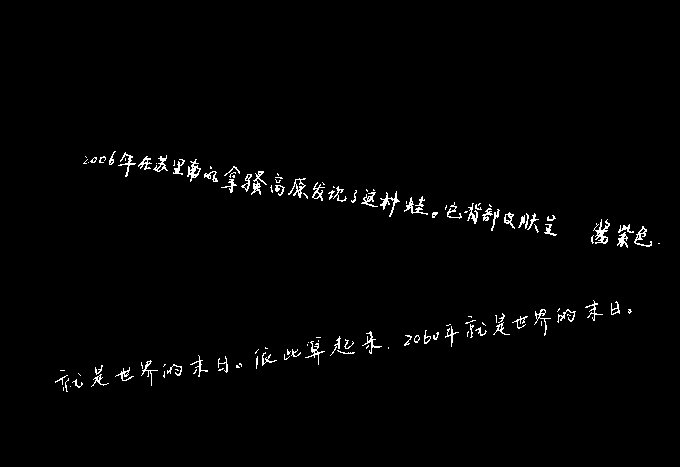 2006年在苏里南的拿骚高原发现了这种蛙。它背部皮肤呈 酱紫色.
就是世界的末日。依此算起来,2060年就是世界的末日。